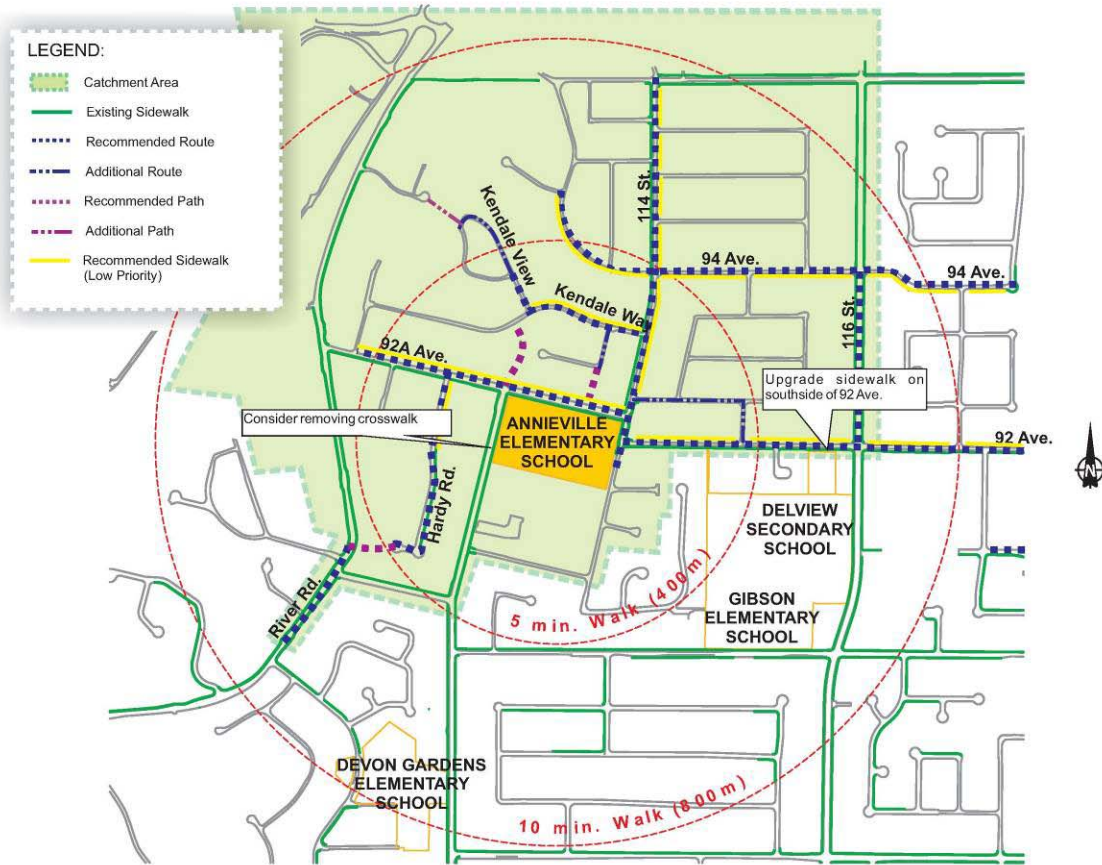 LEGEND:
Catchment Area
Existing Sidewalk
Recommended Route
Additional Route
Recommended Path
Additional Path
Recommended Sidewalk
(Low Priority)
114 St.
Kendale View
94 Ave.
94 Ave.
Kendale Wa
116 St.
92A Ave.
Upgrade sidewalk on
southside of 92 Ave.
Consider removing crosswalk
ANNIEVILLE
ELEMENTARY
SCHOOL
92 Ave.
N
Hardy Rd.
DELVIEW
SECONDARY
SCHOOL
River Rd.
5 min. Walk (400m)
GIBSON
ELEMENTARY
SCHOOL
DEVON GARDENS
ELEMENTARY
SCHOOL
10 min. Walk (800m)